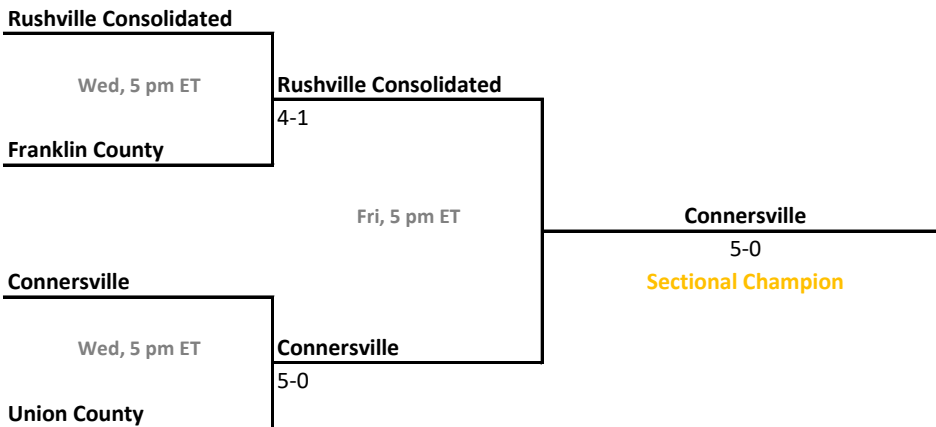 Rushville Consolidated
Wed, 5 pm ET
Rushville Consolidated
4-1
Franklin County
Fri, 5 pm ET
Connersville
5-0
Sectional Champion
Connersville
Wed, 5 pm ET
Connersville
5-0
Union County